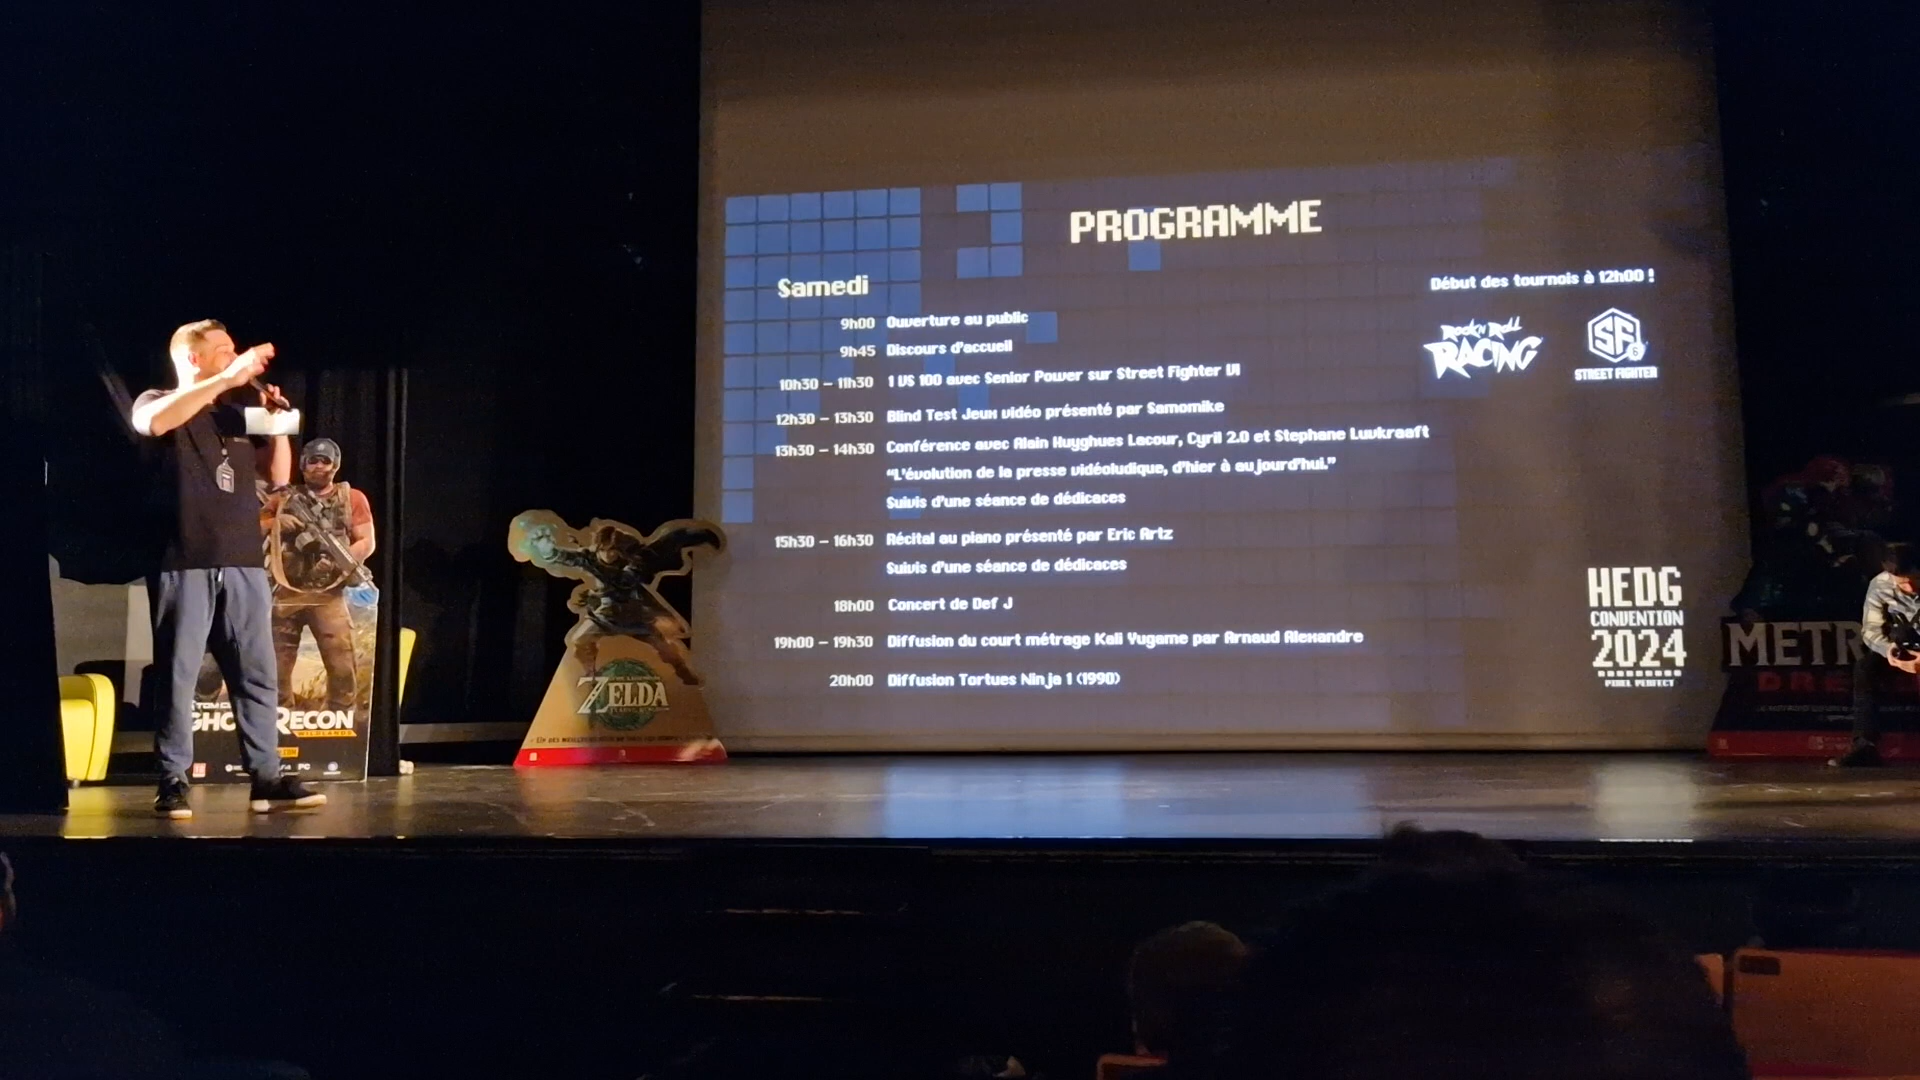 PROGRAMME
Samedi
Début des tournois à 12h00 !
9h00 Ouverture au public
9h45 Discours d'accueil
10h30 – 11h30 1 VS 100 avec Senior Power sur Street Fighter VI
12h30 – 13h30 Blind Test Jeux vidéo présenté par Samomike
13h30 – 14h30 Conférence avec Alain Huyghues Lacour, Cyril 2.0 et Stephane Luvkraaft
“L'évolution de la presse vidéoludique, d'hier à aujourd'hui.”
Suivis d'une séance de dédicaces
15h30 – 16h30 Récital au piano présenté par Eric Artz
Suivis d'une séance de dédicaces
18h00 Concert de Def J
19h00 – 19h30 Diffusion du court métrage Kali Yugame par Arnaud Alexandre
20h00 Diffusion Tortues Ninja 1 (1990)
ROCK N ROLL
RACING
SF
6
STREET FIGHTER
HEDG
CONVENTION
2024
PIXEL PERFECT
RECON
WILDLANDS
PC
ZELDA
METR